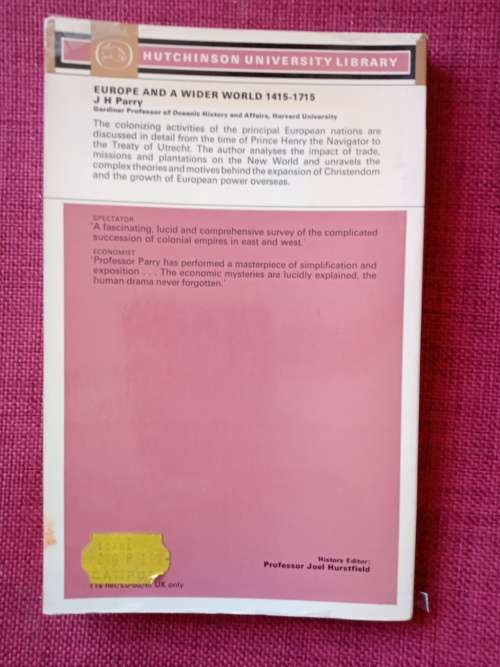 HUTCHINSON UNIVERSITY LIBRARY
EUROPE AND A WIDER WORLD 1415-1715
J H Parry
Gardiner Professor of Oceanic History and Affairs, Harvard University
The colonizing activities of the principal European nations are
discussed in detail from the time of Prince Henry the Navigator to
the Treaty of Utrecht. The author analyses the impact of trade,
missions and plantations on the New World and unravels the
complex theories and motives behind the expansion of Christendom
and the growth of European power overseas.
SPECTATOR
'A fascinating, lucid and comprehensive survey of the complicated
succession of colonial empires in east and west.'
ECONOMIST
'Professor Parry has performed a masterpiece of simplification and
exposition . . . The economic mysteries are lucidly explained, the
human drama never forgotten.'
History Editor:
Professor Joel Hurstfield
UK only